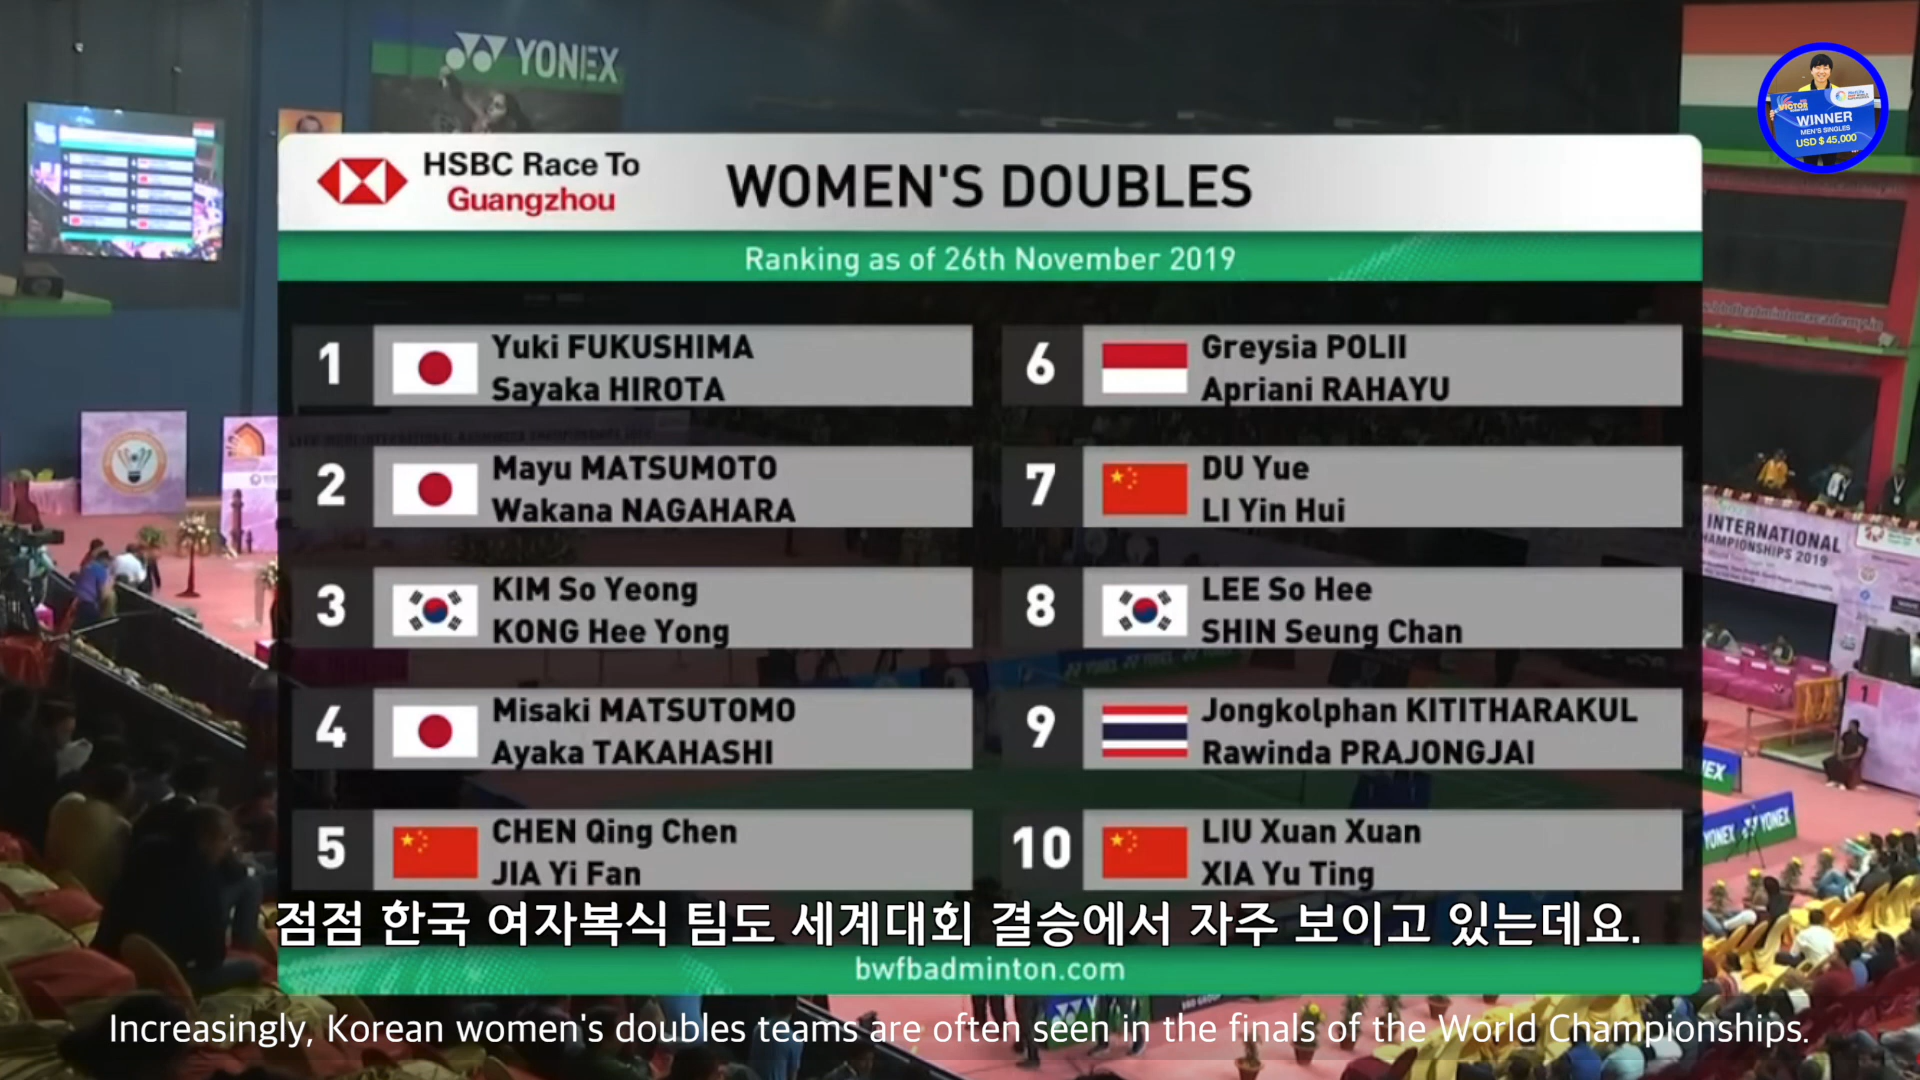 YONEX
VICTOR
WINNER
MEN'S SINGLES
USD $ 45,000
HSBC Race To
Guangzhou
WOMEN'S DOUBLES
Ranking as of 26th November 2019
1
Yuki FUKUSHIMA
Sayaka HIROTA
2
Mayu MATSUMOTO
Wakana NAGAHARA
3
KIM So Yeong
KONG Hee Yong
4
Misaki MATSUTOMO
Ayaka TAKAHASHI
5
CHEN Qing Chen
JIA Yi Fan
6
Greysia POLII
Apriani RAHAYU
7
DU Yue
LI Yin Hui
8
LEE So Hee
SHIN Seung Chan
9
Jongkolphan KITITHARAKUL
Rawinda PRAJONGJAI
10
LIU Xuan Xuan
XIA Yu Ting
INTERNATIONAL
CHAMPIONSHIPS 2019
1
YONEX YONEX
점점 한국 여자복식 팀도 세계대회 결승에서 자주 보이고 있는데요.
bwfbadminton.com
Increasingly, Korean women's doubles teams are often seen in the finals of the World Championships.